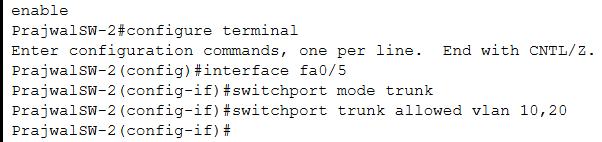 enable
PrajwalSW-2#configure terminal
Enter configuration commands, one per line.  End with CNTL/Z.
PrajwalSW-2(config)#interface fa0/5
PrajwalSW-2(config-if)#switchport mode trunk
PrajwalSW-2(config-if)#switchport trunk allowed vlan 10,20
PrajwalSW-2(config-if)#